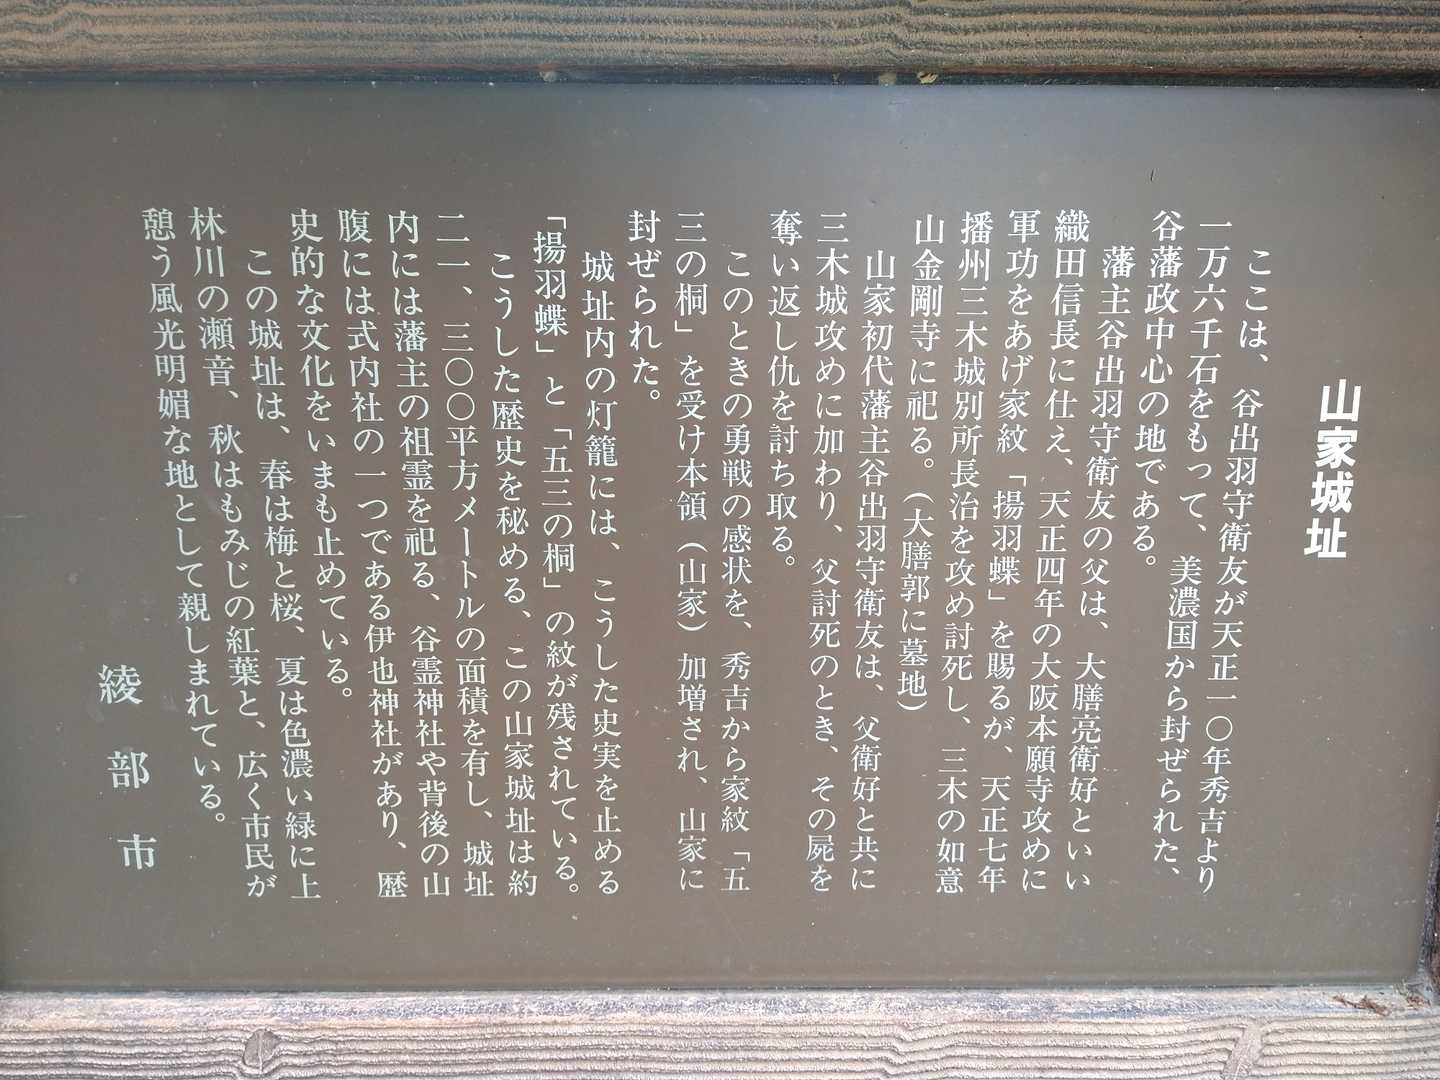 山家城址
ここは、谷出羽守衛友が天正一〇年秀吉より
一万六千石をもって、美濃国から封ぜられた、
谷藩政中心の地である。
藩主谷出羽守衛友の父は、大膳亮衛好といい
織田信長に仕え、天正四年の大阪本願寺攻めに
軍功をあげ家紋「揚羽蝶」を賜るが、天正七年
播州三木城別所長治を攻め討死し、三木の如意
山金剛寺に祀る。（大膳郭に墓地）
山家初代藩主谷出羽守衛友は、父衛好と共に
三木城攻めに加わり、父討死のとき、その屍を
奪い返し仇を討ち取る。
このときの勇戦の感状を、秀吉から家紋「五
三の桐」を受け本領（山家）加増され、山家に
封ぜられた。
城址内の灯籠には、こうした史実を止める
「揚羽蝶」と「五三の桐」の紋が残されている。
こうした歴史を秘める、この山家城址は約
二一、三〇〇平方メートルの面積を有し、城址
内には藩主の祖霊を祀る、谷霊神社や背後の山
腹には式内社の一つである伊也神社があり、歴
史的な文化をいまも止めている。
この城址は、春は梅と桜、夏は色濃い緑に上
林川の瀬音、秋はもみじの紅葉と、広く市民が
憩う風光明媚な地として親しまれている。
綾部市